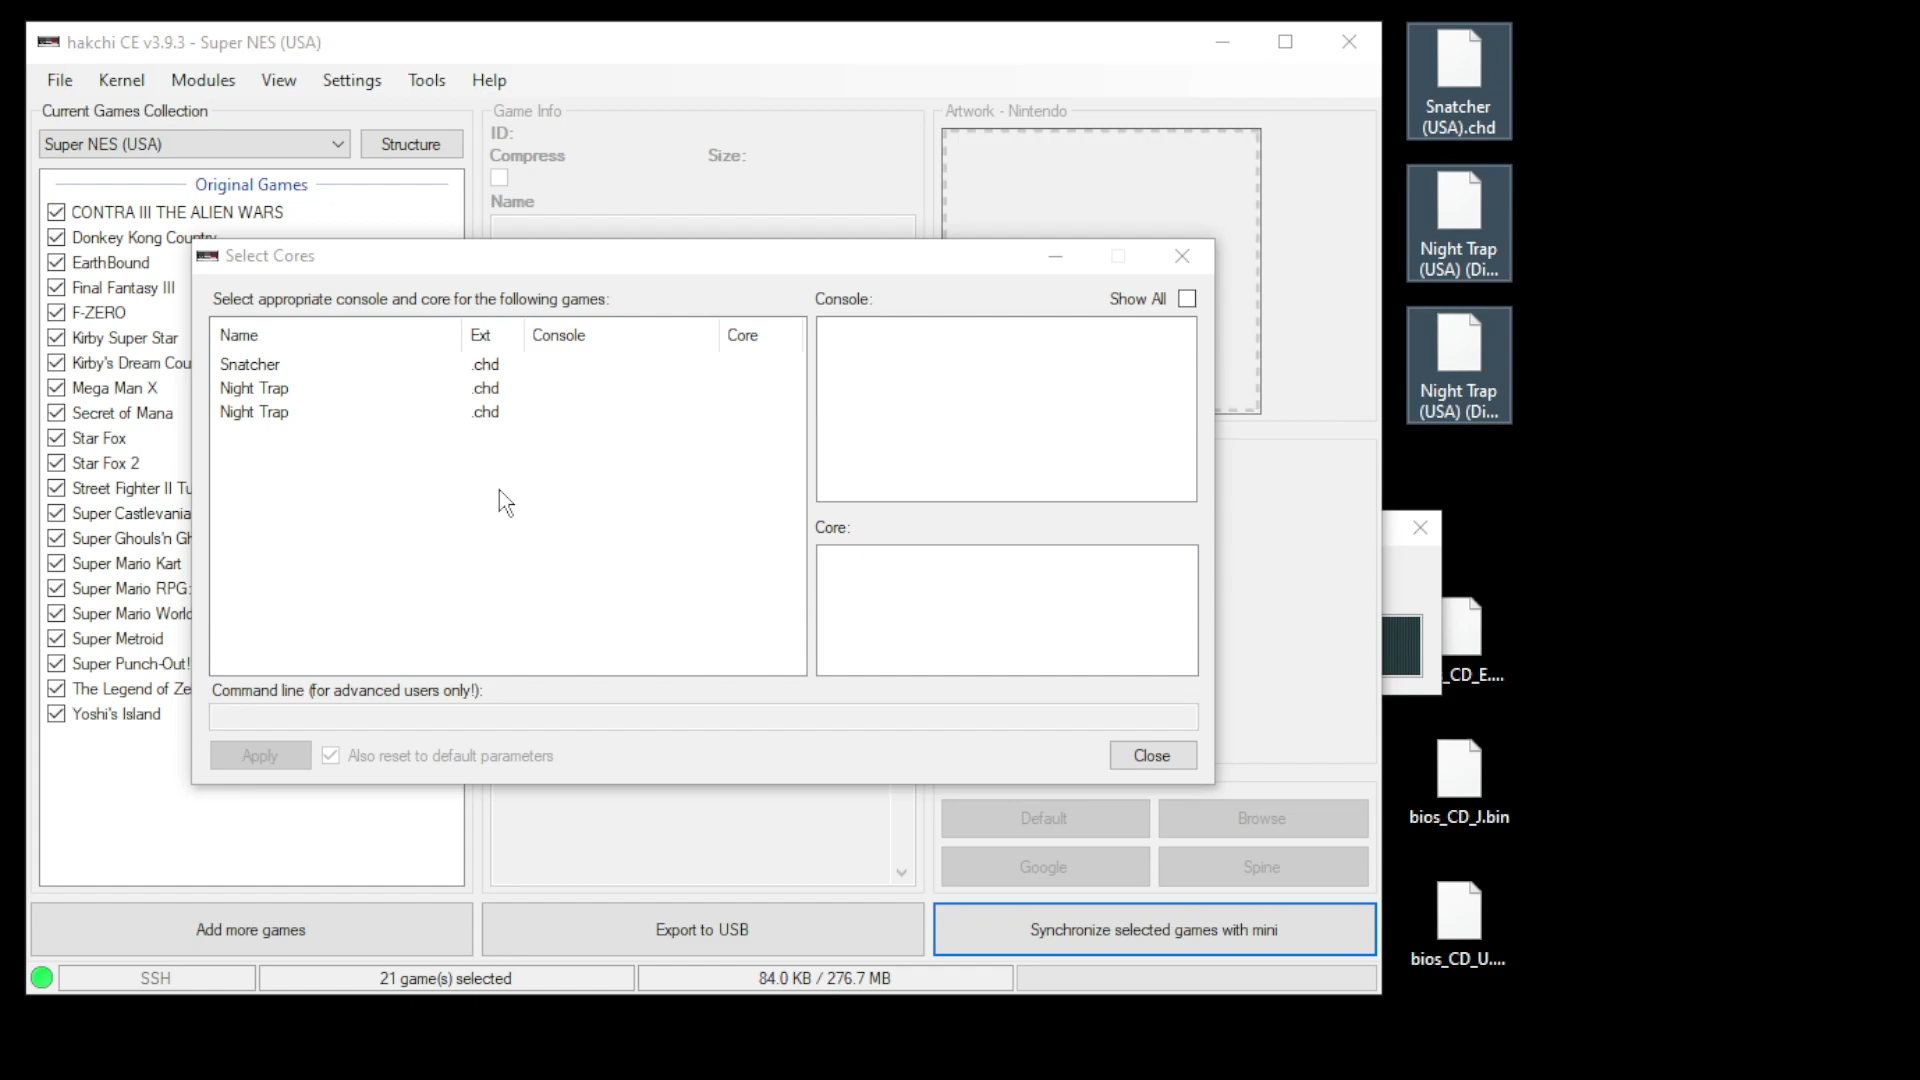 hakchi CE v3.9.3 - Super NES (USA)
File Kernel Modules View Settings Tools Help
Current Games Collection
Super NES (USA)
Structure
Original Games
CONTRA III THE ALIEN WARS
Donkey Kong Country
EarthBound
Final Fantasy III
F-ZERO
Kirby Super Star
Kirby's Dream Cou
Mega Man X
Secret of Mana
Star Fox
Star Fox 2
Street Fighter II Tu
Super Castlevania
Super Ghouls'n Gh
Super Mario Kart
Super Mario RPG:
Super Mario World
Super Metroid
Super Punch-Out!
The Legend of Ze
Yoshi's Island
Game Info
ID:
Compress
Size:
Name
Artwork - Nintendo
Select Cores
Select appropriate console and core for the following games:
Name Ext Console Core
Snatcher .chd
Night Trap .chd
Night Trap .chd
Console:
Show All
Core:
Command line (for advanced users only!):
Apply
Also reset to default parameters
Close
Default
Browse
Google
Spine
Add more games
Export to USB
Synchronize selected games with mini
SSH
21 game(s) selected
84.0 KB / 276.7 MB
Snatcher
(USA).chd
Night Trap
(USA) (Di...
Night Trap
(USA) (Di...
_CD_E....
bios_CD_J.bin
bios_CD_U....